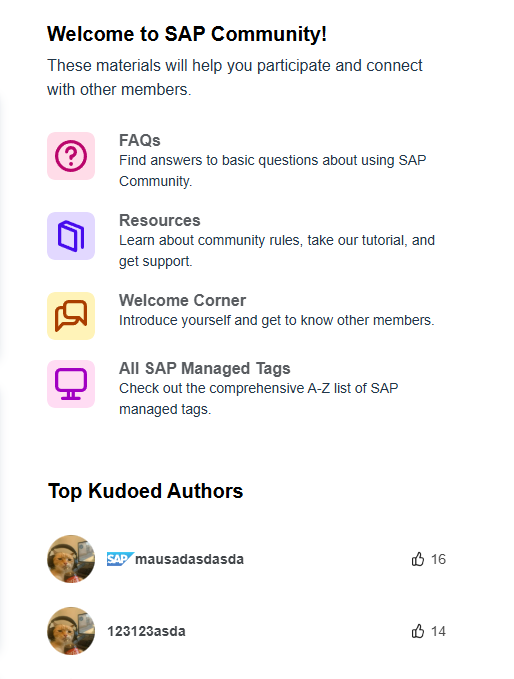 Welcome to SAP Community!
These materials will help you participate and connect
with other members.
FAQs
Find answers to basic questions about using SAP
Community.
Resources
Learn about community rules, take our tutorial, and
get support.
Welcome Corner
Introduce yourself and get to know other members.
All SAP Managed Tags
Check out the comprehensive A-Z list of SAP
managed tags.
Top Kudoed Authors
SAP mausadasdasda 16
123123asda 14